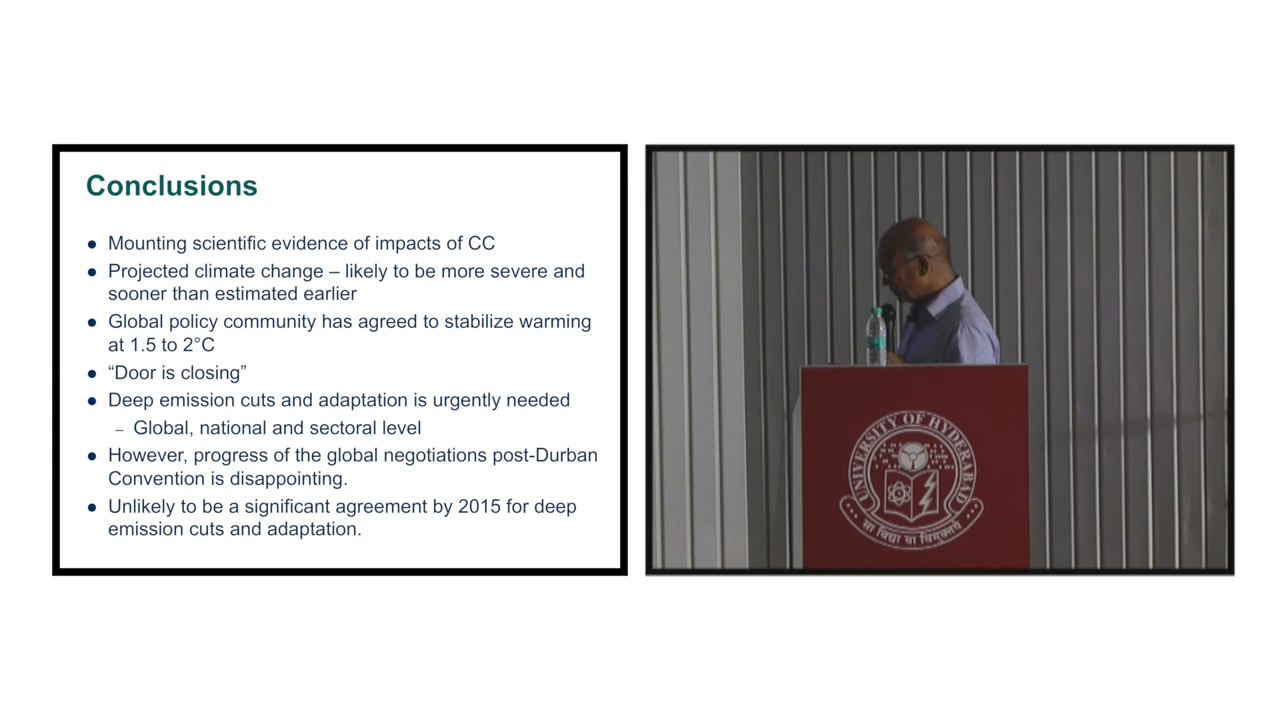 Conclusions
● Mounting scientific evidence of impacts of CC
● Projected climate change – likely to be more severe and
sooner than estimated earlier
● Global policy community has agreed to stabilize warming
at 1.5 to 2°C
● “Door is closing”
● Deep emission cuts and adaptation is urgently needed
– Global, national and sectoral level
● However, progress of the global negotiations post-Durban
Convention is disappointing.
● Unlikely to be a significant agreement by 2015 for deep
emission cuts and adaptation.
UNIVERSITY OF HYDERABAD
सा विद्या या विमुक्तये